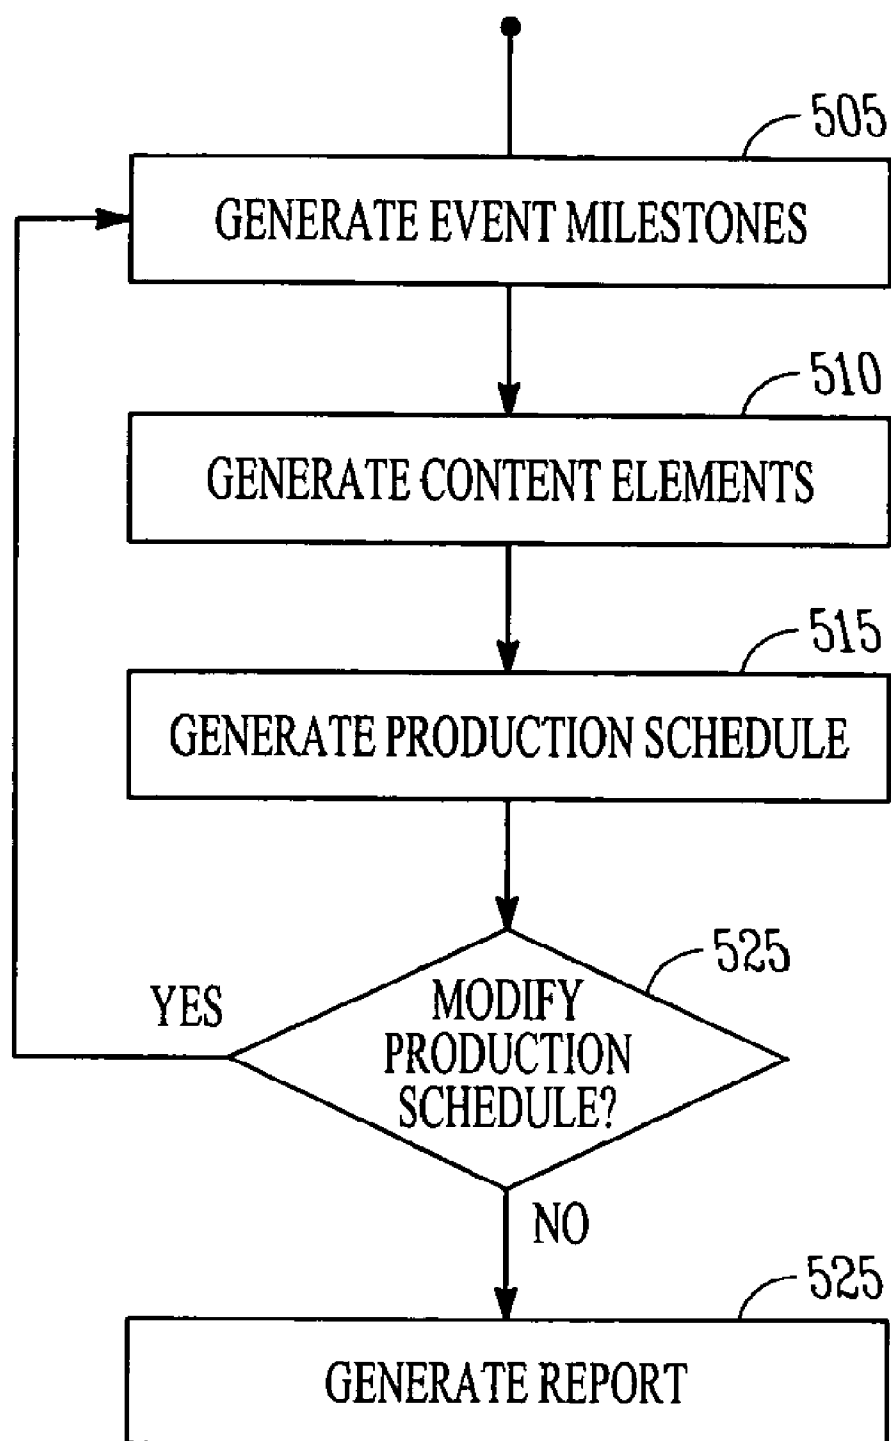 505
GENERATE EVENT MILESTONES
510
GENERATE CONTENT ELEMENTS
515
GENERATE PRODUCTION SCHEDULE
525
YES
MODIFY
PRODUCTION
SCHEDULE?
NO
525
GENERATE REPORT